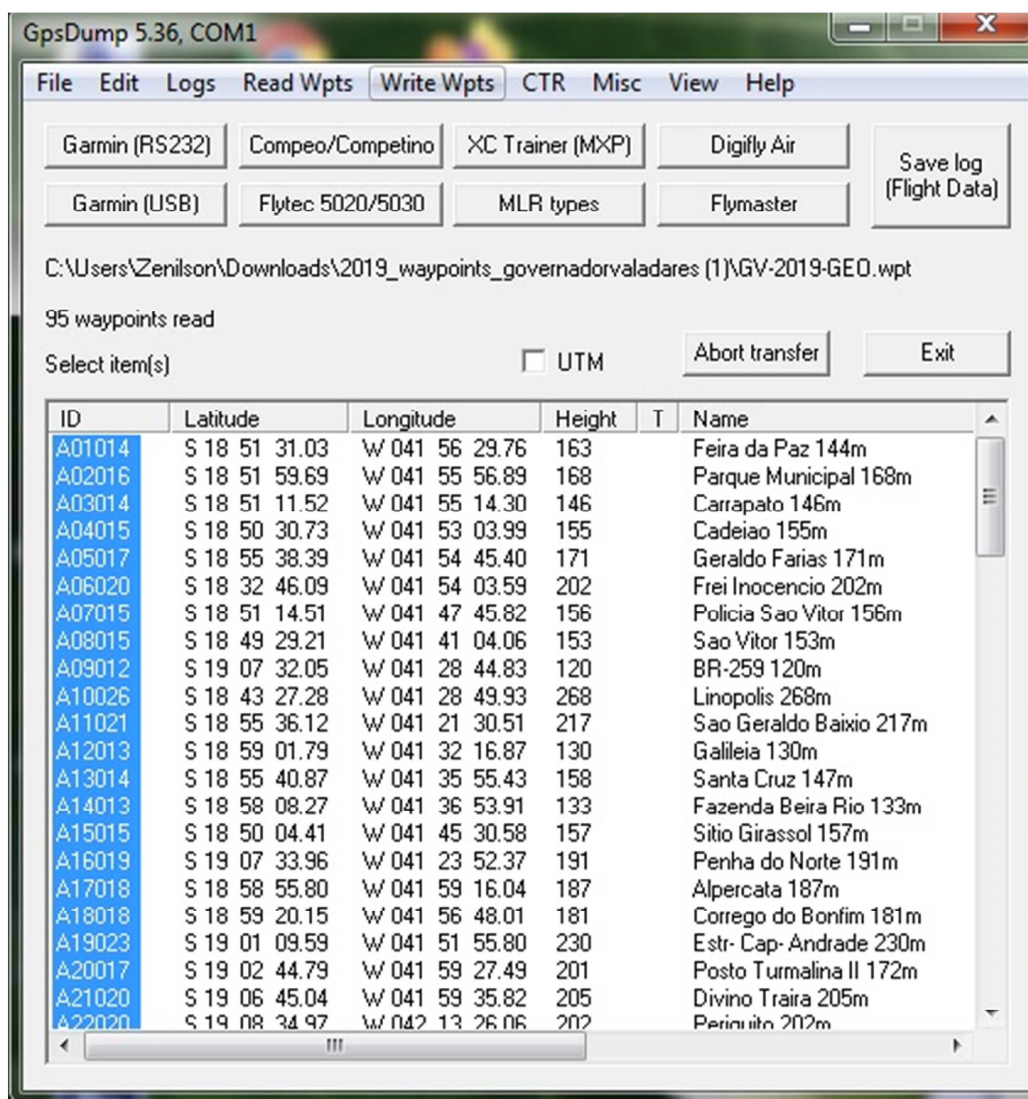 GpsDump 5.36, COM1
File Edit Logs Read Wpts Write Wpts CTR Misc View Help
Garmin (RS232) Compeo/Competino XC Trainer (MXP) Digifly Air Save log (Flight Data)
Garmin (USB) Flytec 5020/5030 MLR types Flymaster
C:\Users\Zenilson\Downloads\2019_waypoints_governadorvaladares (1)\GV-2019-GEO.wpt
95 waypoints read
Select item(s) UTM Abort transfer Exit
ID Latitude Longitude Height T Name
A01014 S 18 51 31.03 W 041 56 29.76 163 Feira da Paz 144m
A02016 S 18 51 59.69 W 041 55 56.89 168 Parque Municipal 168m
A03014 S 18 51 11.52 W 041 55 14.30 146 Carrapato 146m
A04015 S 18 50 30.73 W 041 53 03.99 155 Cadeiao 155m
A05017 S 18 55 38.39 W 041 54 45.40 171 Geraldo Farias 171m
A06020 S 18 32 46.09 W 041 54 03.59 202 Frei Inocencio 202m
A07015 S 18 51 14.51 W 041 47 45.82 156 Policia Sao Vitor 156m
A08015 S 18 49 29.21 W 041 41 04.06 153 Sao Vitor 153m
A09012 S 19 07 32.05 W 041 28 44.83 120 BR-259 120m
A10026 S 18 43 27.28 W 041 28 49.93 268 Linopolis 268m
A11021 S 18 55 36.12 W 041 21 30.51 217 Sao Geraldo Baixio 217m
A12013 S 18 59 01.79 W 041 32 16.87 130 Galileia 130m
A13014 S 18 55 40.87 W 041 35 55.43 158 Santa Cruz 147m
A14013 S 18 58 08.27 W 041 36 53.91 133 Fazenda Beira Rio 133m
A15015 S 18 50 04.41 W 041 45 30.58 157 Sitio Girassol 157m
A16019 S 19 07 33.96 W 041 23 52.37 191 Penha do Norte 191m
A17018 S 18 58 55.80 W 041 59 16.04 187 Alpercata 187m
A18018 S 18 59 20.15 W 041 56 48.01 181 Corrego do Bonfim 181m
A19023 S 19 01 09.59 W 041 51 55.80 230 Estr- Cap- Andrade 230m
A20017 S 19 02 44.79 W 041 59 27.49 201 Posto Turmalina II 172m
A21020 S 19 06 45.04 W 041 59 35.82 205 Divino Traira 205m
A22020 S 19 08 34.97 W 042 13 26.06 202 Periquito 202m